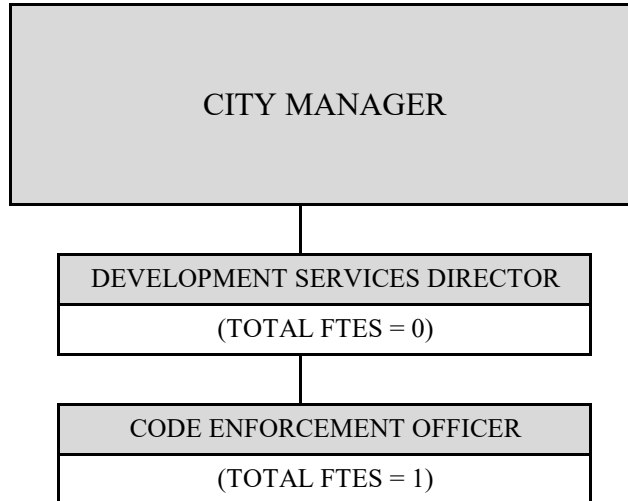 CITY MANAGER
DEVELOPMENT SERVICES DIRECTOR
(TOTAL FTES = 0)
CODE ENFORCEMENT OFFICER
(TOTAL FTES = 1)